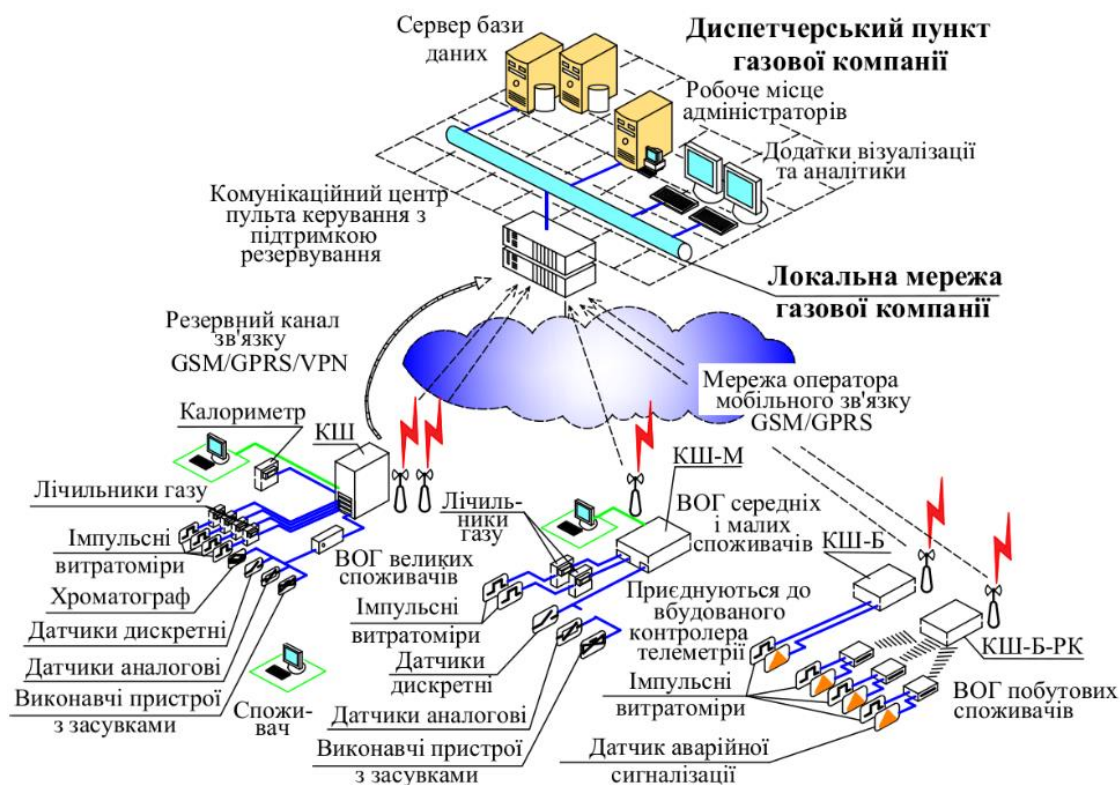 Сервер бази
даних
Диспетчерський пункт
газової компанії
Робоче місце
адміністраторів
Додатки візуалізації
та аналітики
Комунікаційний центр
пульта керування з
підтримкою
резервування
Локальна мережа
газової компанії
Резервний канал
зв'язку
GSM/GPRS/VPN
Мережа оператора
мобільного зв'язку
GSM/GPRS
Калориметр
КШ
Лічильники газу
Імпульсні
витратоміри
Хроматограф
Датчики дискретні
Датчики аналогові
Виконавчі пристрої
з засувками
ВОГ великих
споживачів
Спожи-
вач
КШ-М
Лічиль-
ники
газу
ВОГ середніх
і малих
споживачів
Імпульсні
витратоміри
Датчики
дискретні
Датчики аналогові
Виконавчі пристрої
з засувками
Приєднуються до
вбудованого
контролера
телеметрії
КШ-Б
КШ-Б-РК
Імпульсні
витратоміри
ВОГ побутових
споживачів
Датчик аварійної
сигналізації